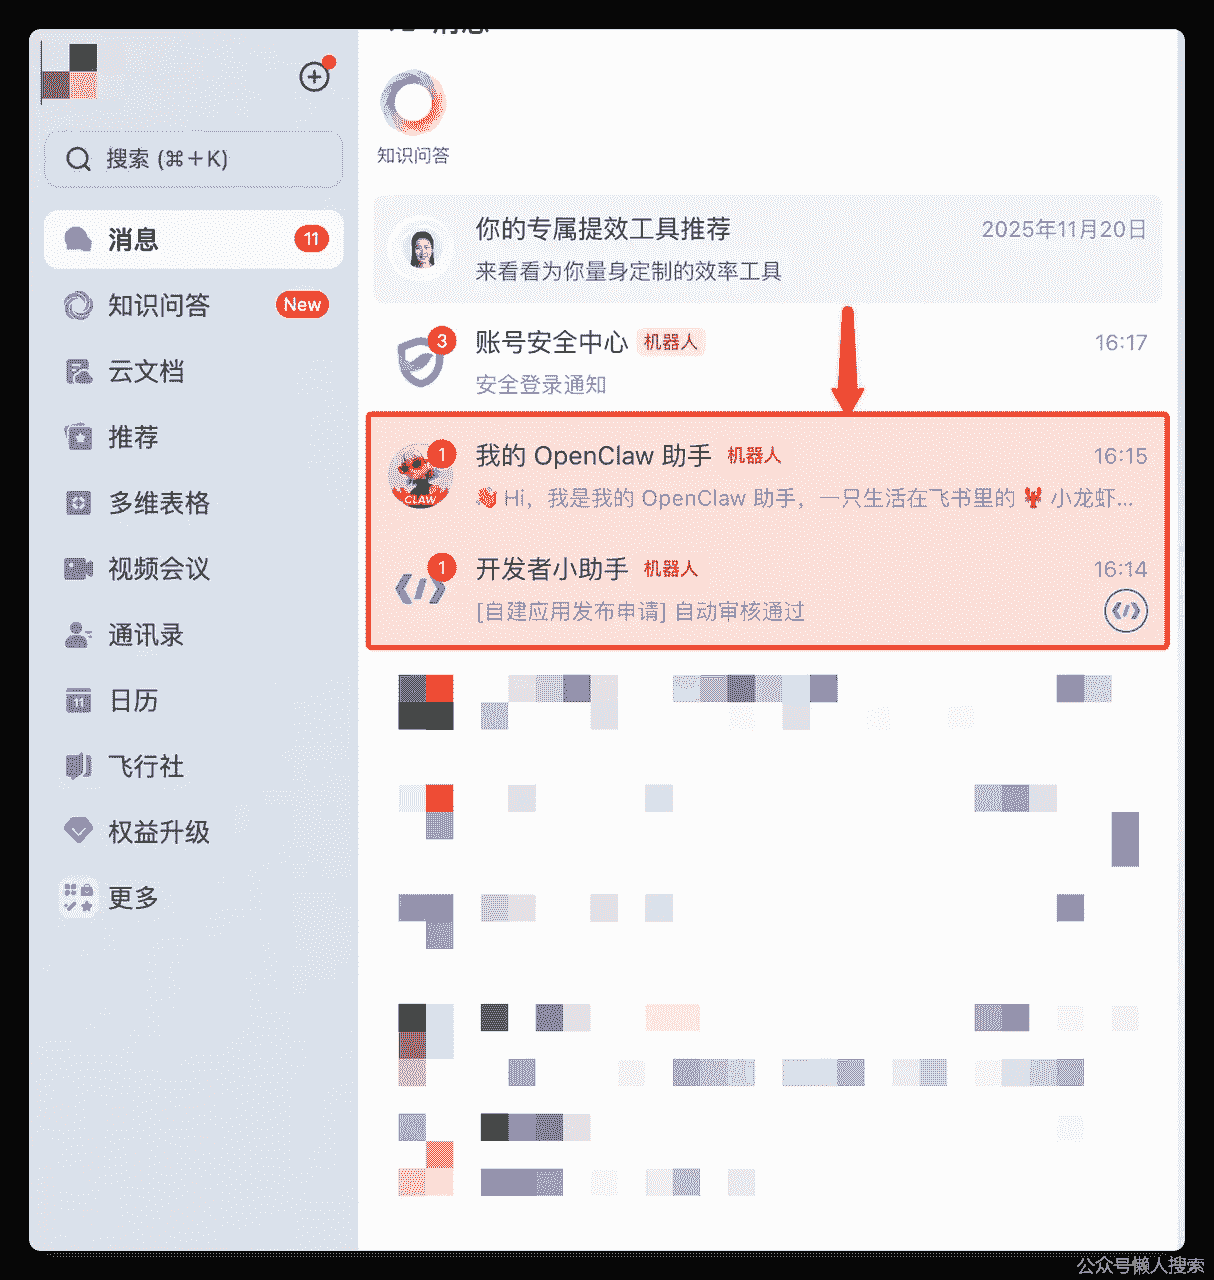 消息
搜索 (⌘+K)
消息
11
知识问答
New
云文档
推荐
多维表格
视频会议
通讯录
11
日历
飞行社
权益升级
更多
知识问答
你的专属提效工具推荐
2025年11月20日
来看看为你量身定制的效率工具
3
账号安全中心 机器人
16:17
安全登录通知
1
CLAW
我的 OpenClaw 助手 机器人
16:15
👋 Hi，我是我的 OpenClaw 助手，一只生活在飞书里的 🦞 小龙虾...
1
开发者小助手 机器人
16:14
[自建应用发布申请] 自动审核通过
公众号懒人搜索